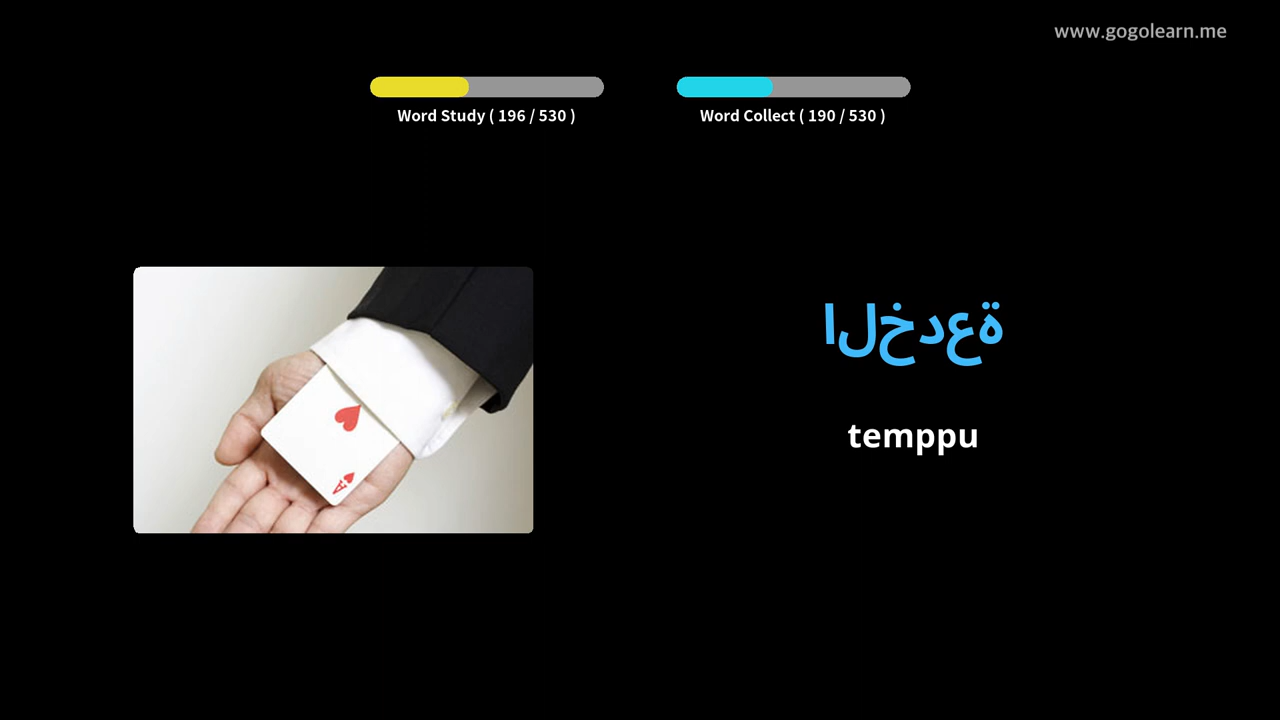 www.gogolearn.me
Word Study ( 196 / 530 )
Word Collect ( 190 / 530 )
الخدعة
temppu
A